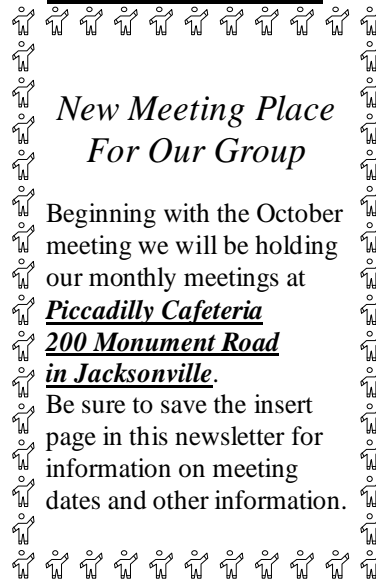 New Meeting Place
For Our Group
Beginning with the October
meeting we will be holding
our monthly meetings at
Piccadilly Cafeteria
200 Monument Road
in Jacksonville.
Be sure to save the insert
page in this newsletter for
information on meeting
dates and other information.